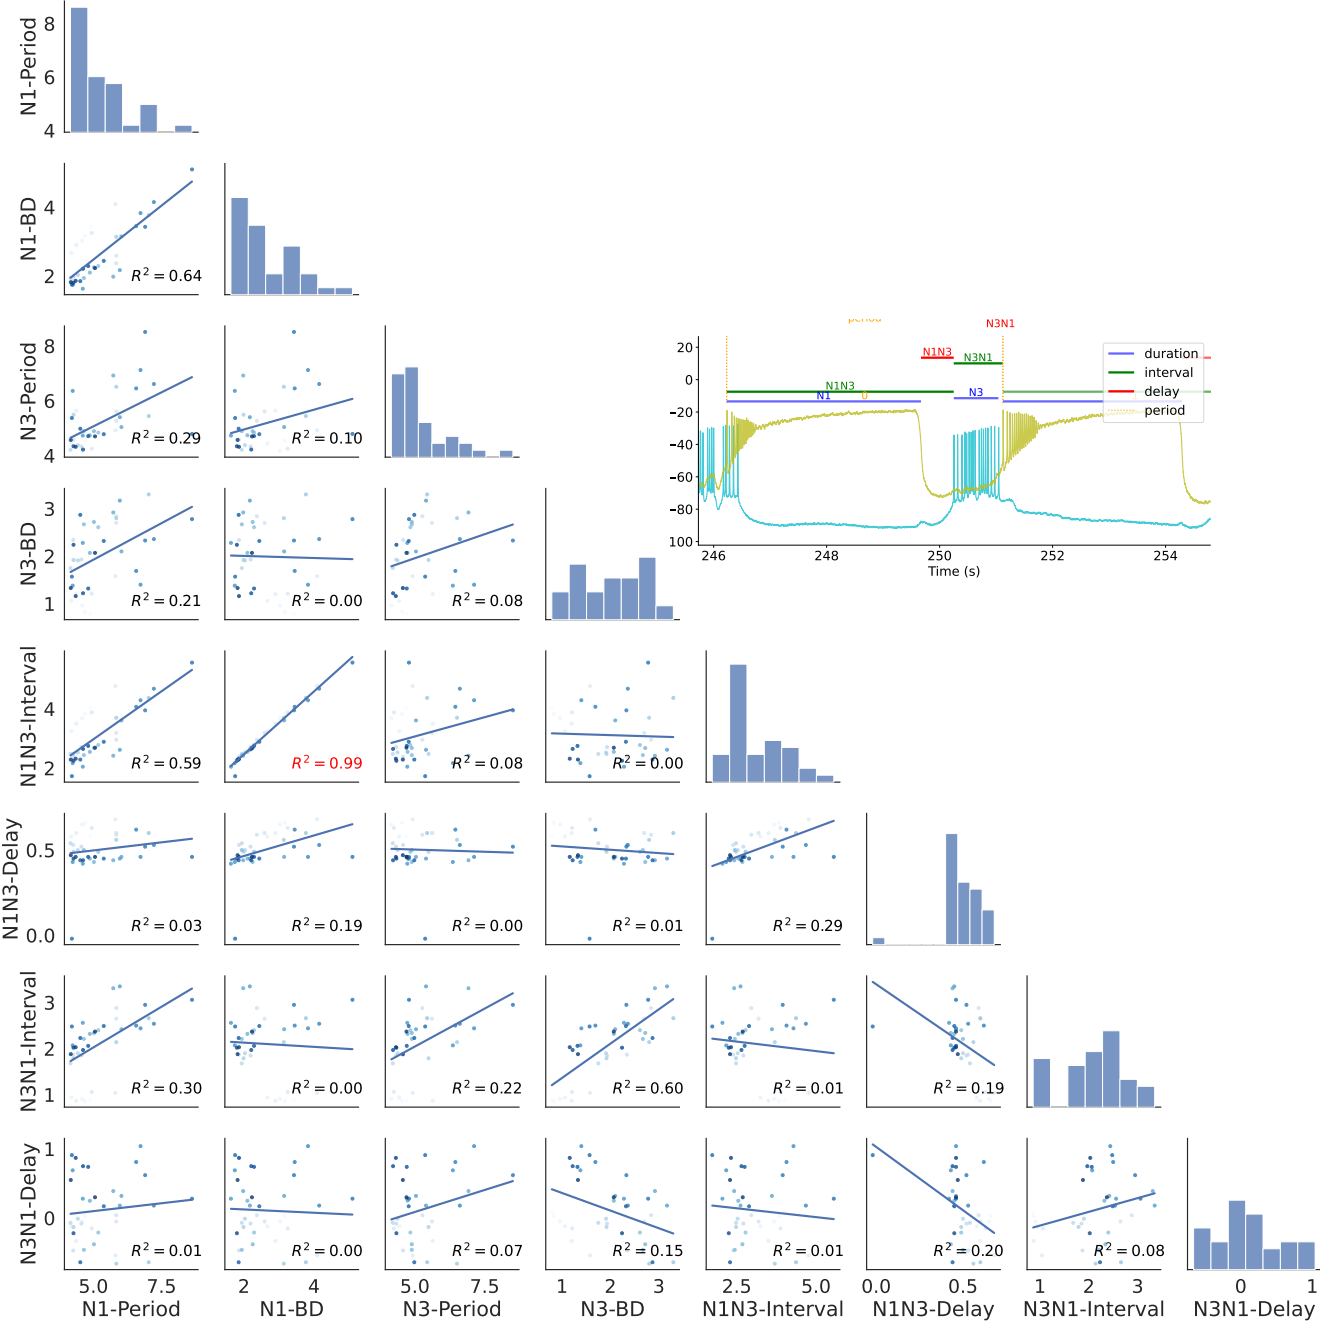 N1-Period
8
6
4
N1-BD
4
2
R² = 0.64
N3-Period
8
6
4
R² = 0.29
R² = 0.10
period
N3N1
N1N3
N3N1
N1N3
N1
0
N3
duration
interval
delay
period
20
0
−20
−40
−60
−80
100
246
248
250
252
254
Time (s)
N3-BD
3
2
1
R² = 0.21
R² = 0.00
R² = 0.08
N1N3-Interval
4
2
R² = 0.59
R² = 0.99
R² = 0.08
R² = 0.00
N1N3-Delay
0.5
0.0
R² = 0.03
R² = 0.19
R² = 0.00
R² = 0.01
R² = 0.29
N3N1-Interval
3
2
1
R² = 0.30
R² = 0.00
R² = 0.22
R² = 0.60
R² = 0.01
R² = 0.19
N3N1-Delay
1
0
R² = 0.01
R² = 0.00
R² = 0.07
R² = 0.15
R² = 0.01
R² = 0.20
R² = 0.08
5.0 7.5
2 4
5.0 7.5
1 2 3
2.5 5.0
0.0 0.5
1 2 3
0 1
N1-Period
N1-BD
N3-Period
N3-BD
N1N3-Interval
N1N3-Delay
N3N1-Interval
N3N1-Delay